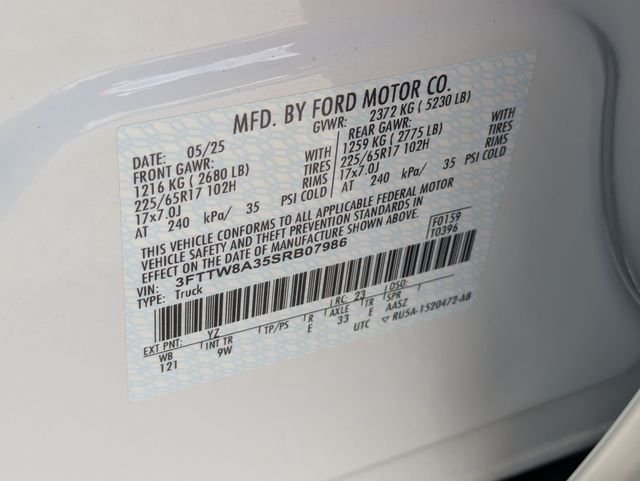 MFD. BY FORD MOTOR CO.
DATE: 05/25 GVWR: 2372 KG ( 5230 LB)
FRONT GAWR: REAR GAWR:
1216 KG ( 2680 LB) WITH 1259 KG ( 2775 LB) WITH
225/65R17 102H TIRES 225/65R17 102H TIRES
17x7.0J RIMS 17x7.0J RIMS
AT 240 kPa/ 35 PSI COLD AT 240 kPa/ 35 PSI COLD
THIS VEHICLE CONFORMS TO ALL APPLICABLE FEDERAL MOTOR
VEHICLE SAFETY AND THEFT PREVENTION STANDARDS IN
EFFECT ON THE DATE OF MANUFACTURE SHOWN ABOVE.
VIN: 3FTTW8A35SRB07986 F0159
TYPE: Truck T0396
EXT PNT: YZ RC: 23 DSO:
WB INT TR TP/PS R AXLE TR SPR
121 9W E 33 E AASZ
UTC ▽ RU5A-1520472-AB